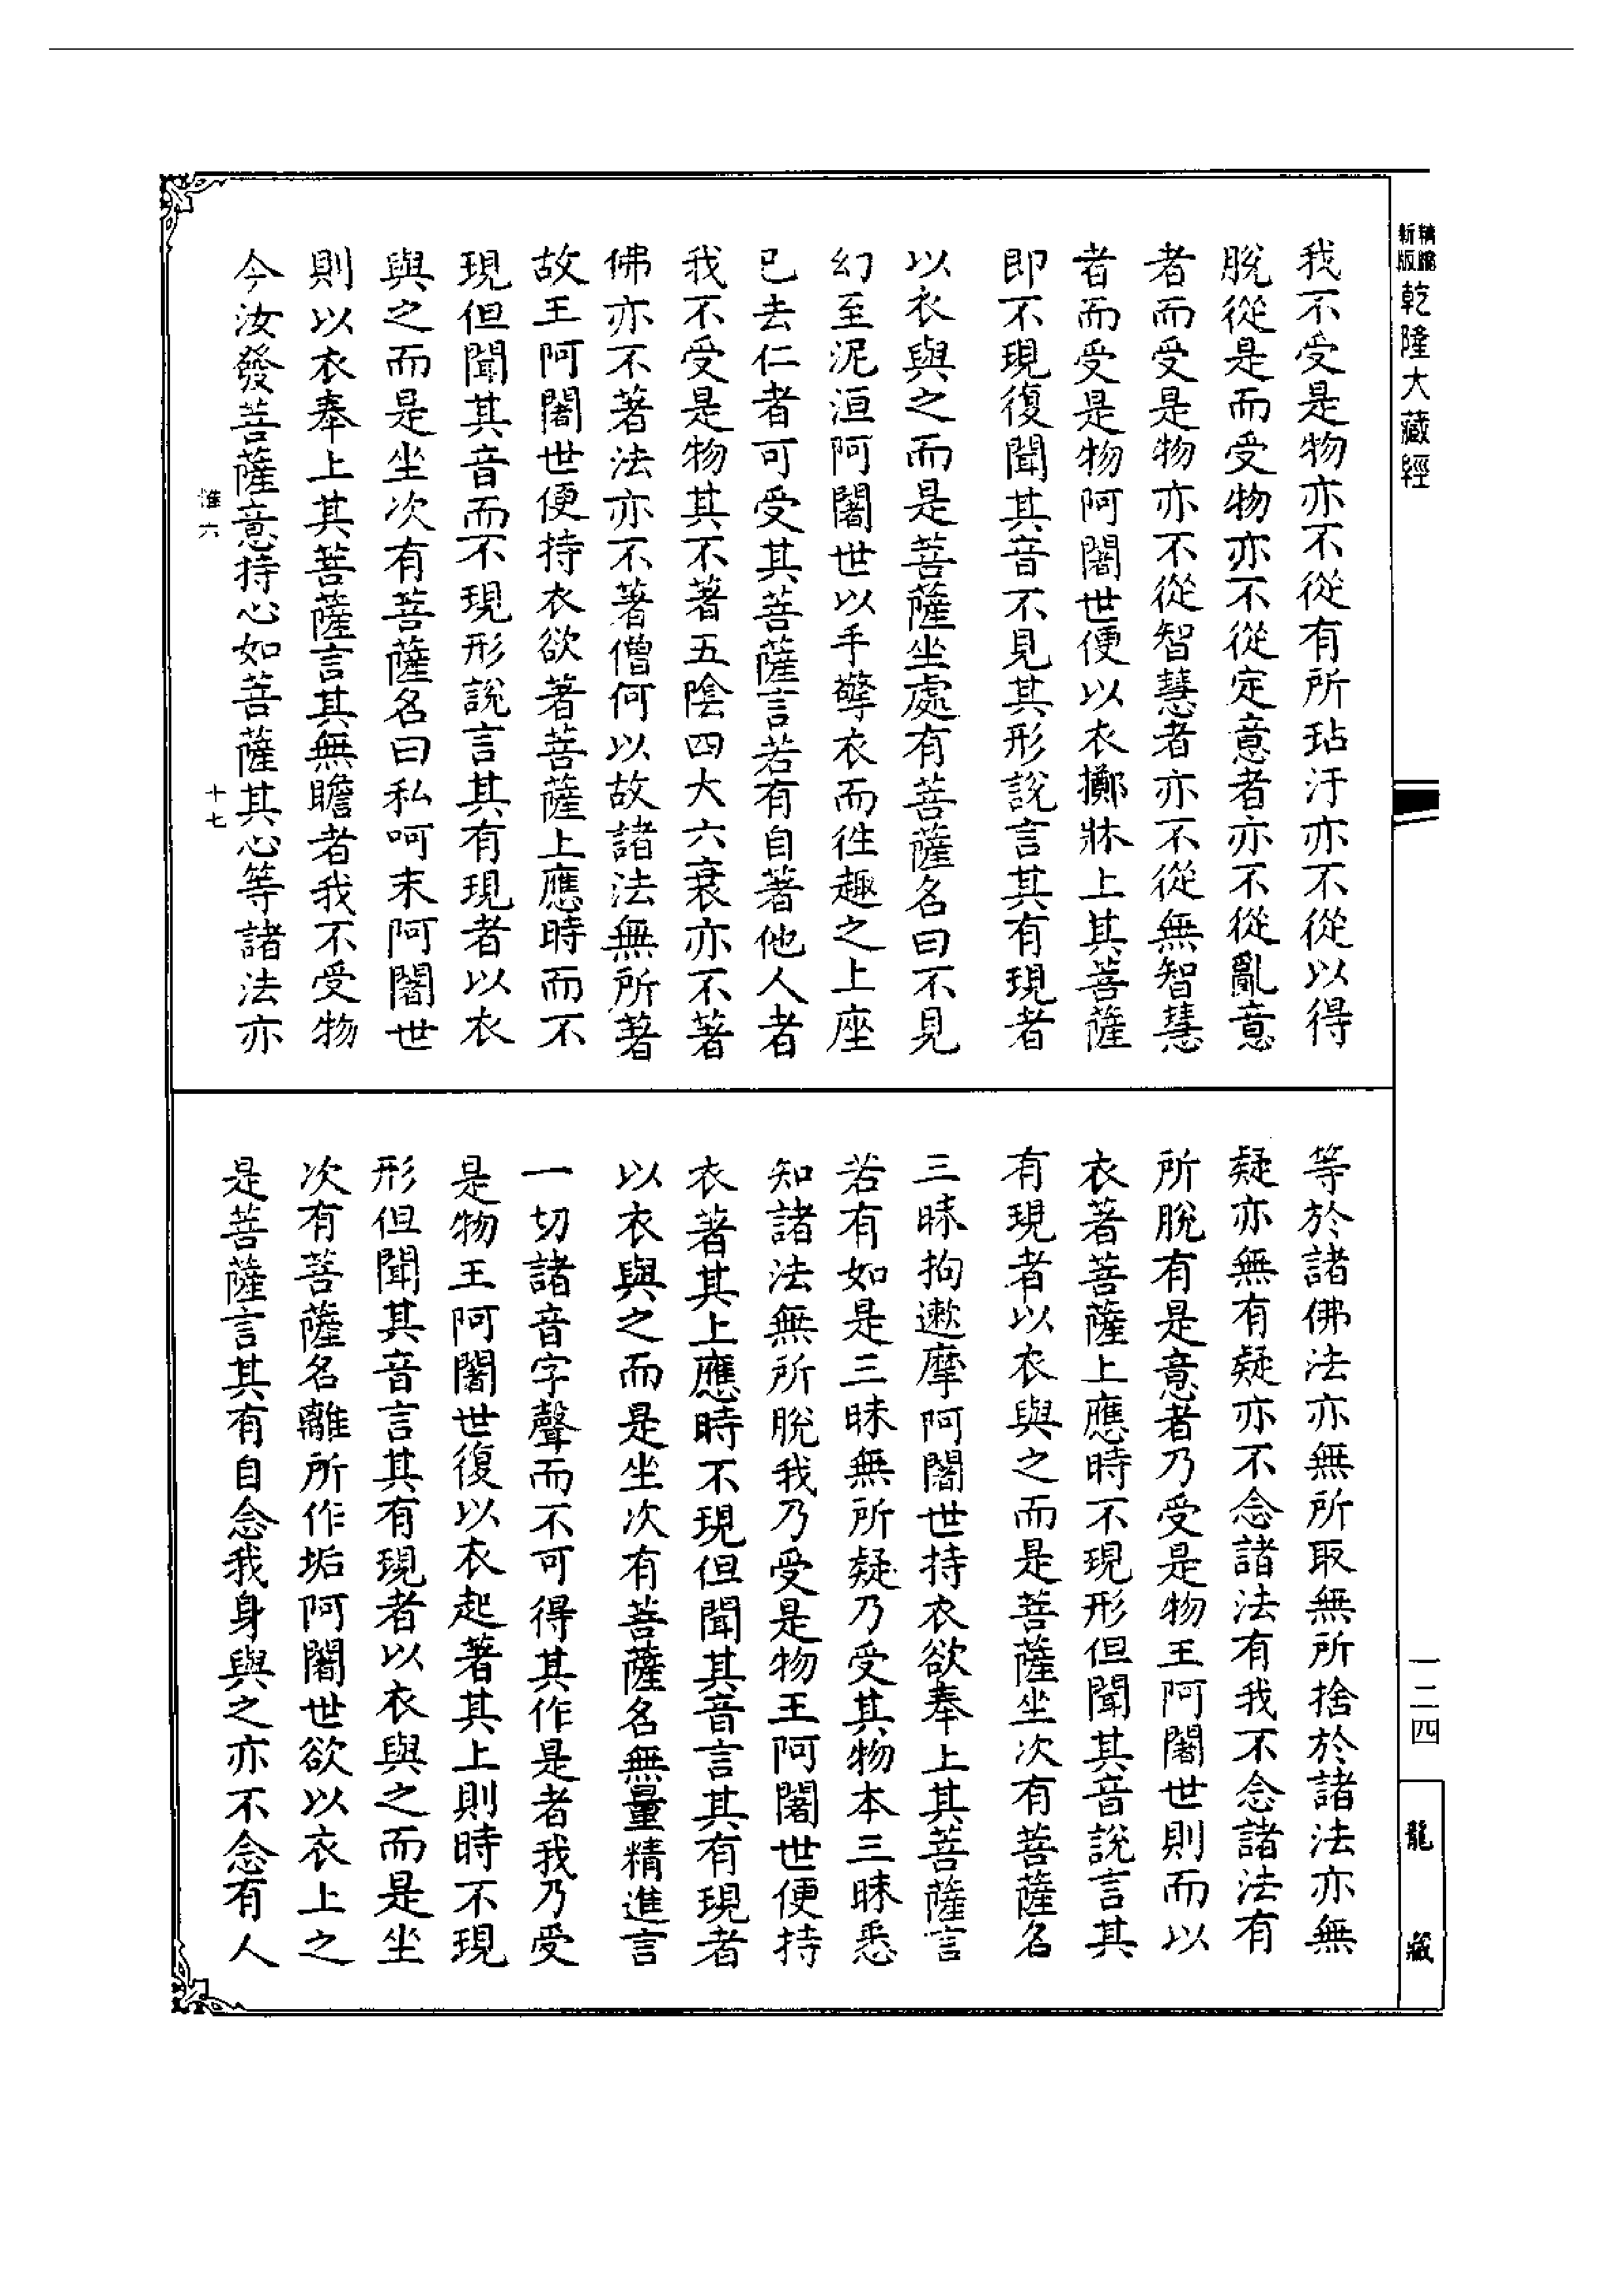 精縮新版 乾隆大藏經
我不受是物亦不從有所玷汙亦不從以得
脫從是而受物亦不從定意者亦不從亂意
者而受是物亦不從智慧者亦不從無智慧
者而受是物阿闍世便以衣擲牀上其菩薩
即不現復聞其音不見其形說言其有現者
以衣與之而是菩薩坐處有菩薩名曰不見
幻至泥洹阿闍世以手擎衣而徃趣之上座
已去仁者可受其菩薩言若有自著他人者
我不受是物其不著五陰四大六衰亦不著
佛亦不著法亦不著僧何以故諸法無所著
故王阿闍世便持衣欲著菩薩上應時而不
現但聞其音而不現形說言其有現者以衣
與之而是坐次有菩薩名曰私呵末阿闍世
則以衣奉上其菩薩言其無瞻者我不受物
今汝發菩薩意持心如菩薩其心等諸法亦
惟六 十七
等於諸佛法亦無所取無所捨於諸法亦無
疑亦無有疑亦不念諸法有我不念諸法有
所脫有是意者乃受是物王阿闍世則而以
衣著菩薩上應時不現形但聞其音說言其
有現者以衣與之而是菩薩坐次有菩薩名
三昧拘遬摩阿闍世持衣欲奉上其菩薩言
若有如是三昧無所疑乃受其物本三昧悉
知諸法無所脫我乃受是物王阿闍世便持
衣著其上應時不現但聞其音言其有現者
以衣與之而是坐次有菩薩名無量精進言
一切諸音字聲而不可得其作是者我乃受
是物王阿闍世復以衣起著其上則時不現
形但聞其音言其有現者以衣與之而是坐
次有菩薩名離所作垢阿闍世欲以衣上之
是菩薩言其有自念我身與之亦不念有人
一二四
龍藏